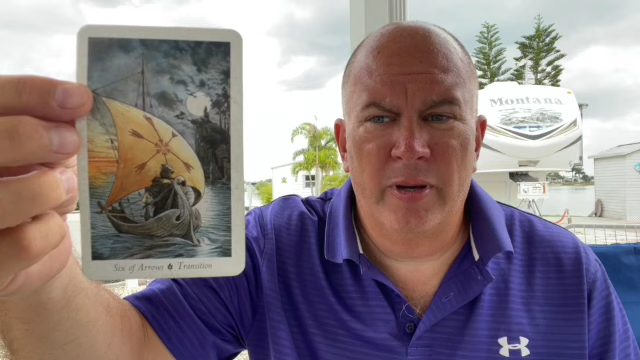 Montana
Six of Arrows ✡ Transition